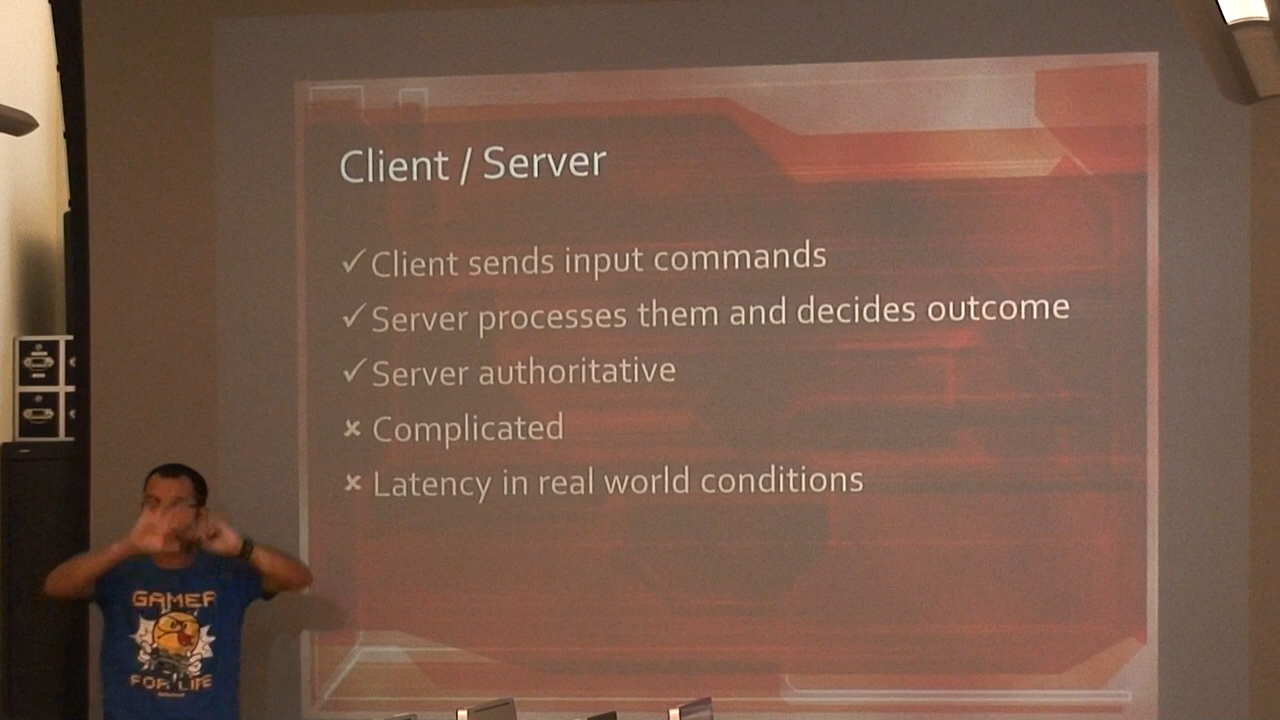 Client / Server
✓ Client sends input commands
✓ Server processes them and decides outcome
✓ Server authoritative
× Complicated
× Latency in real world conditions
GAMER
FOR LIFE